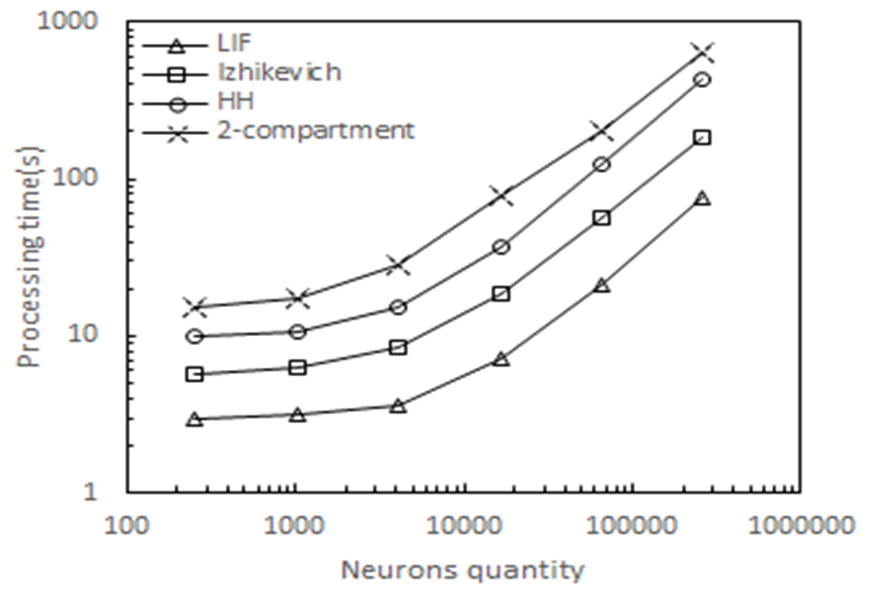 1000
100
10
1
Processing time(s)
LIF
Izhikevich
HH
2-compartment
100 1000 10000 100000 1000000
Neurons quantity